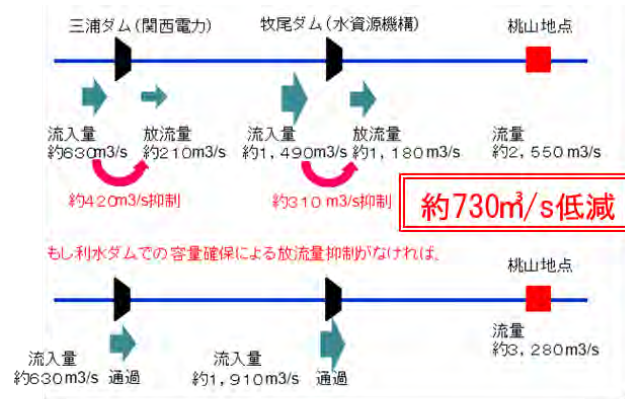 三浦ダム(関西電力) 牧尾ダム(水資源機構) 桃山地点
流入量 放流量 流入量 放流量 流量
約630m3/s 約210m3/s 約1,490m3/s 約1,180m3/s 約2,550m3/s
約420m3/s抑制 約310m3/s抑制 約730㎥/s低減
もし利水ダムでの容量確保による放流量抑制がなければ、
桃山地点
流量
約3,280m3/s
流入量 流入量
約630m3/s 通過 約1,910m3/s 通過